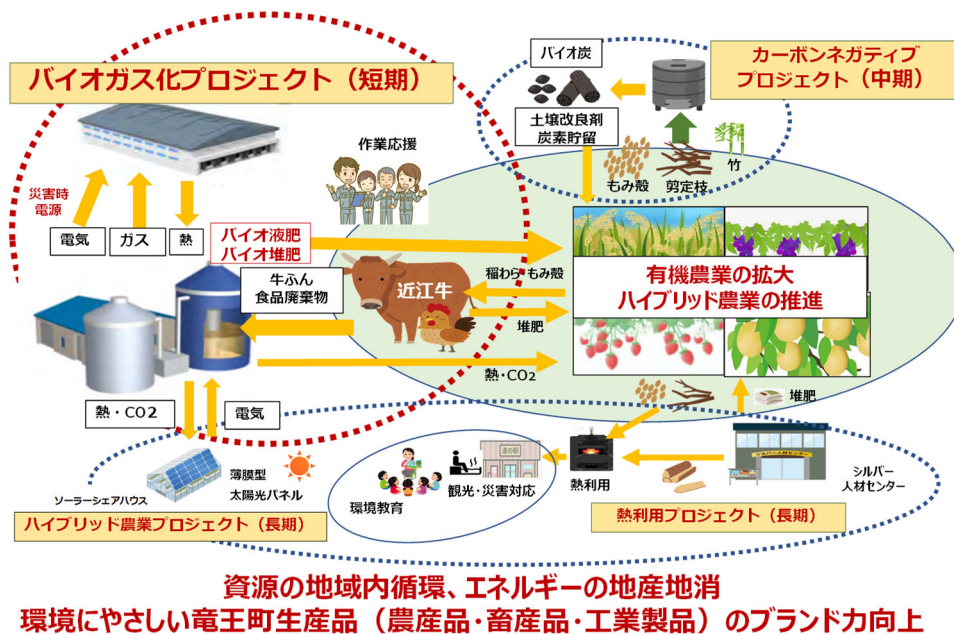 バイオガス化プロジェクト（短期）
カーボンネガティブ
プロジェクト（中期）
バイオ炭
土壌改良剤
炭素貯留
もみ殻
剪定枝
竹
作業応援
災害時
電源
電気
ガス
熱
バイオ液肥
バイオ堆肥
牛ふん
食品廃棄物
近江牛
稲わら もみ殻
堆肥
有機農業の拡大
ハイブリッド農業の推進
熱・CO2
熱・CO2
電気
堆肥
ソーラーシェアハウス
薄膜型
太陽光パネル
ハイブリッド農業プロジェクト（長期）
環境教育
道の駅
観光・災害対応
熱利用
シルバー人材センター
シルバー
人材センター
熱利用プロジェクト（長期）
資源の地域内循環、エネルギーの地産地消
環境にやさしい竜王町生産品（農産品・畜産品・工業製品）のブランド力向上